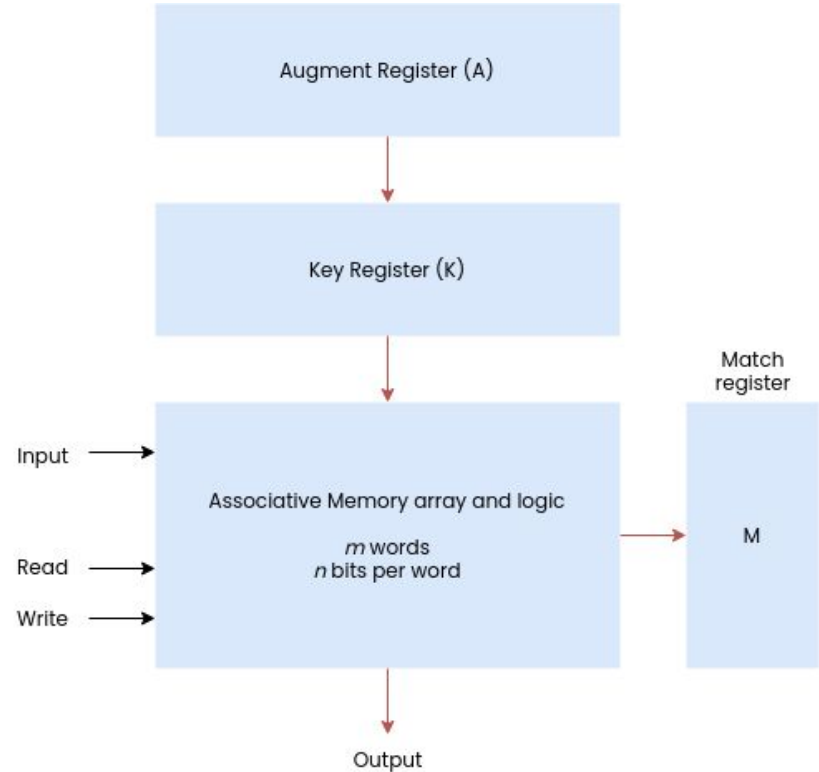 Augment Register (A)
Key Register (K)
Match
register
Input
Associative Memory array and logic
m words
n bits per word
M
Read
Write
Output